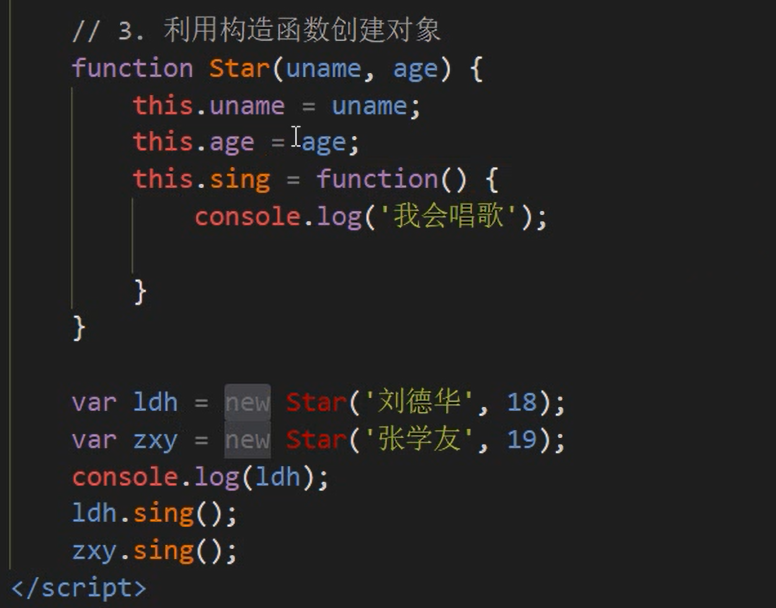 // 3. 利用构造函数创建对象
function Star(uname, age) {
this.uname = uname;
this.age = age;
this.sing = function() {
console.log('我会唱歌');
}
}
var ldh = new Star('刘德华', 18);
var zxy = new Star('张学友', 19);
console.log(ldh);
ldh.sing();
zxy.sing();
</script>